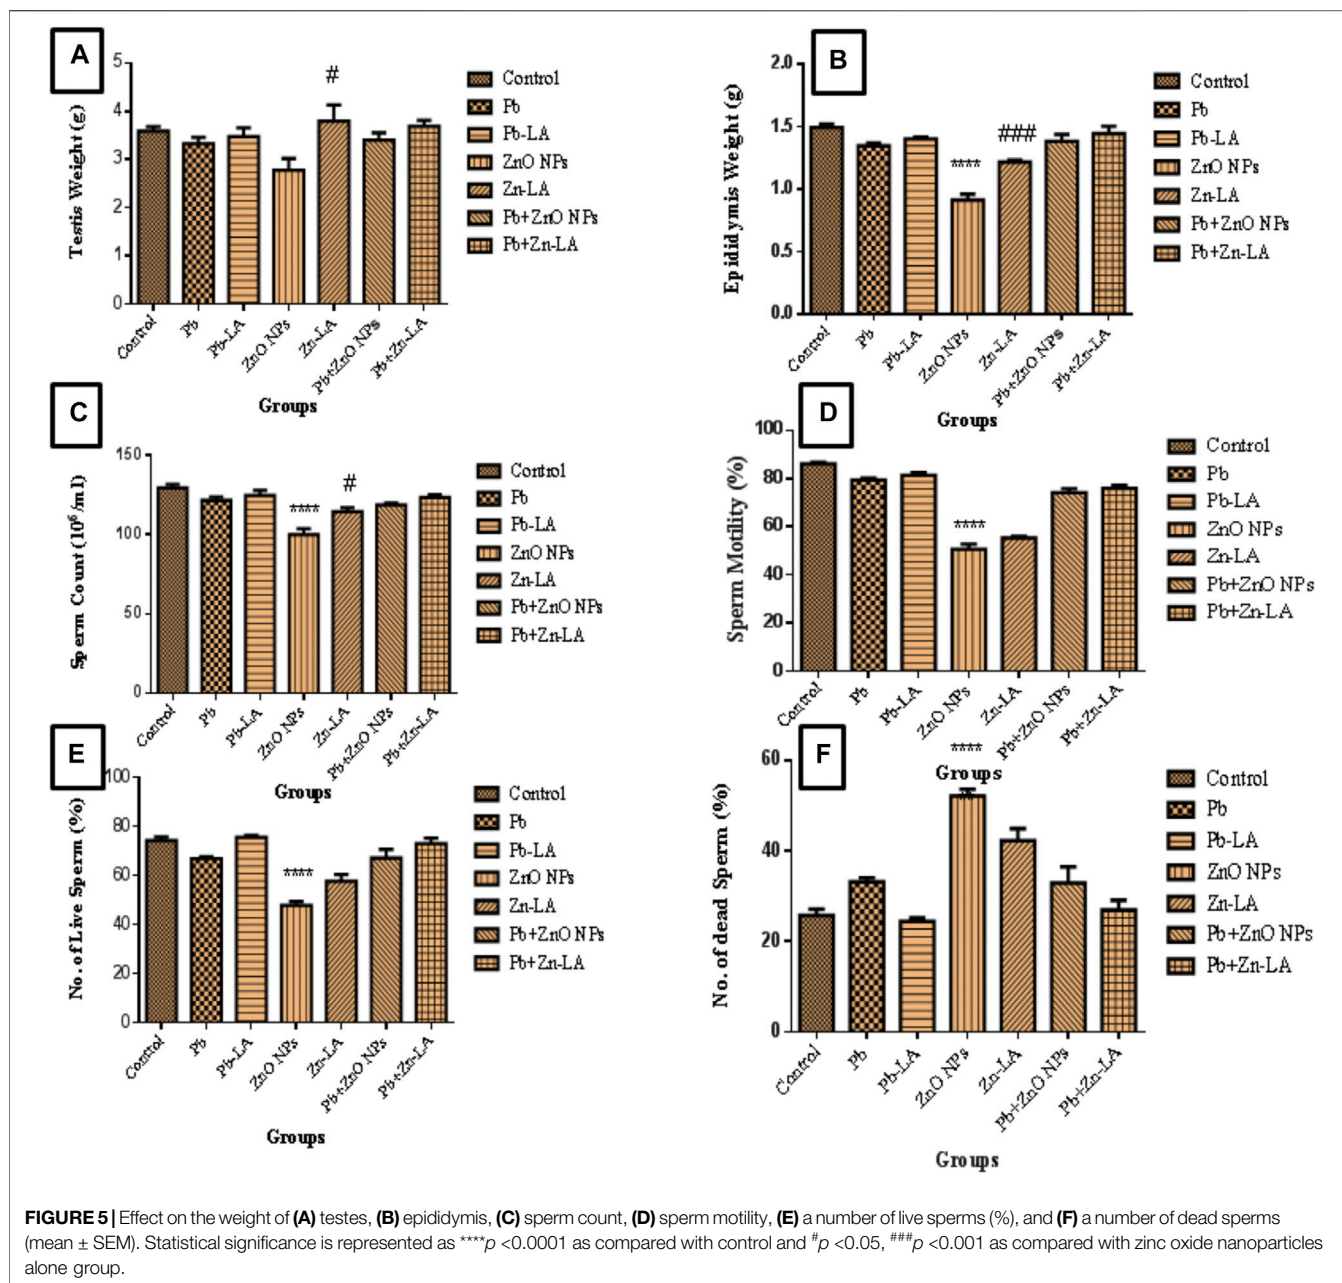 A
Testis Weight (g)
5
4
3
2
1
0
#
Control
Pb
Pb-LA
ZnO NPs
Zn-LA
Pb+ZnO NPs
Pb+Zn-LA
Groups
Control
Pb
Pb-LA
ZnO NPs
Zn-LA
Pb+ZnO NPs
Pb+Zn-LA
B
Epididymis Weight (g)
2.0
1.5
1.0
0.5
0.0
****
###
Control
Pb
Pb-LA
ZnO NPs
Zn-LA
Pb+ZnO NPs
Pb+Zn-LA
Groups
Control
Pb
Pb-LA
ZnO NPs
Zn-LA
Pb+ZnO NPs
Pb+Zn-LA
C
Sperm Count (10⁶/ml)
150
100
50
0
****
#
Control
Pb
Pb-LA
ZnO NPs
Zn-LA
Pb+ZnO NPs
Pb+Zn-LA
Groups
Control
Pb
Pb-LA
ZnO NPs
Zn-LA
Pb+ZnO NPs
Pb+Zn-LA
D
Sperm Motility (%)
100
80
60
40
20
0
****
Control
Pb
Pb-LA
ZnO NPs
Zn-LA
Pb+ZnO NPs
Pb+Zn-LA
Groups
Control
Pb
Pb-LA
ZnO NPs
Zn-LA
Pb+ZnO NPs
Pb+Zn-LA
E
No. of Live Sperm (%)
100
80
60
40
20
0
****
Control
Pb
Pb-LA
ZnO NPs
Zn-LA
Pb+ZnO NPs
Pb+Zn-LA
Groups
Control
Pb
Pb-LA
ZnO NPs
Zn-LA
Pb+ZnO NPs
Pb+Zn-LA
F
No. of dead Sperm (%)
60
40
20
0
****
Control
Pb
Pb-LA
ZnO NPs
Zn-LA
Pb+ZnO NPs
Pb+Zn-LA
Groups
Control
Pb
Pb-LA
ZnO NPs
Zn-LA
Pb+ZnO NPs
Pb+Zn-LA
FIGURE 5 | Effect on the weight of (A) testes, (B) epididymis, (C) sperm count, (D) sperm motility, (E) a number of live sperms (%), and (F) a number of dead sperms
(mean ± SEM). Statistical significance is represented as ****p <0.0001 as compared with control and #p <0.05, ###p <0.001 as compared with zinc oxide nanoparticles
alone group.